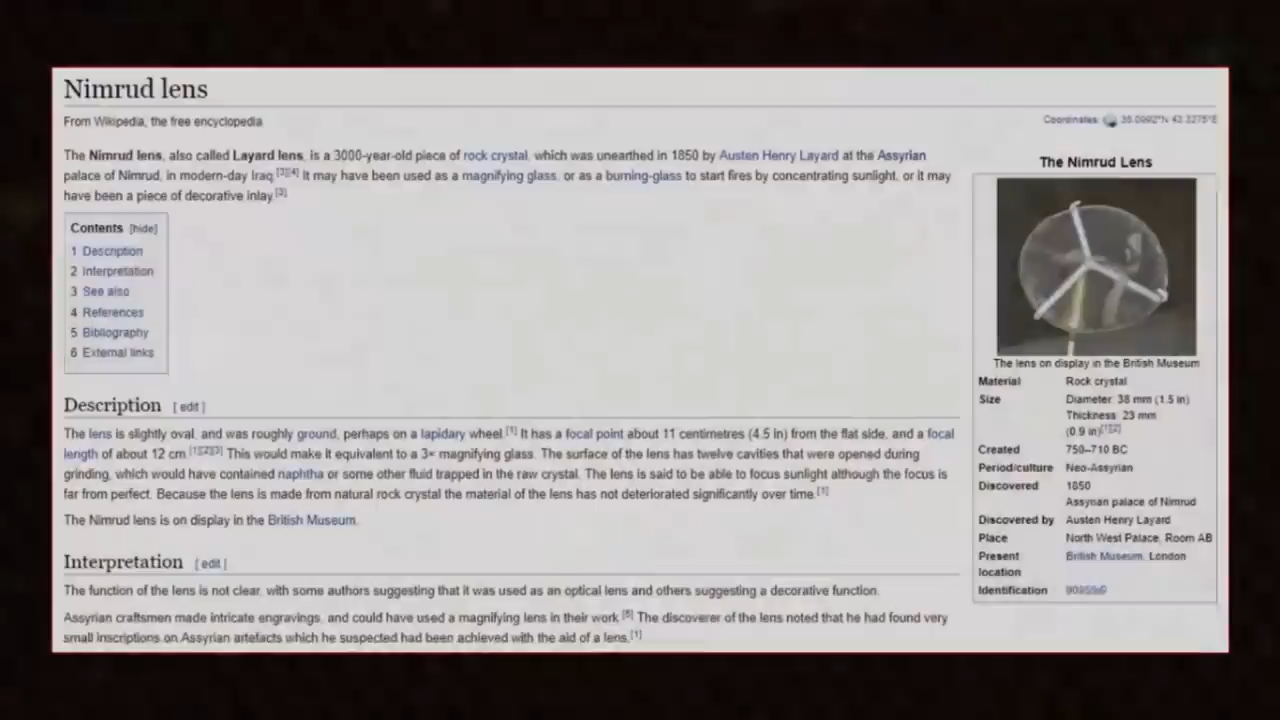 Nimrud lens
From Wikipedia, the free encyclopedia
Coordinates:
The Nimrud lens, also called Layard lens, is a 3000-year-old piece of rock crystal, which was unearthed in 1850 by Austen Henry Layard at the Assyrian
palace of Nimrud, in modern-day Iraq.[3][4] It may have been used as a magnifying glass, or as a burning-glass to start fires by concentrating sunlight, or it may
have been a piece of decorative inlay.[3]
Contents [hide]
1 Description
2 Interpretation
3 See also
4 References
5 Bibliography
6 External links
Description [ edit ]
The lens is slightly oval, and was roughly ground, perhaps on a lapidary wheel.[1] It has a focal point about 11 centimetres (4.5 in) from the flat side, and a focal
length of about 12 cm.[1][2][3] This would make it equivalent to a 3× magnifying glass. The surface of the lens has twelve cavities that were opened during
grinding, which would have contained naphtha or some other fluid trapped in the raw crystal. The lens is said to be able to focus sunlight although the focus is
far from perfect. Because the lens is made from natural rock crystal the material of the lens has not deteriorated significantly over time.[1]
The Nimrud lens is on display in the British Museum.
Interpretation [ edit ]
The function of the lens is not clear, with some authors suggesting that it was used as an optical lens and others suggesting a decorative function.
Assyrian craftsmen made intricate engravings, and could have used a magnifying lens in their work.[5] The discoverer of the lens noted that he had found very
small inscriptions on Assyrian artefacts which he suspected had been achieved with the aid of a lens.[1]
The Nimrud Lens
The lens on display in the British Museum
Material Rock crystal
Size Diameter: 38 mm (1.5 in)
Thickness: 23 mm
(0.9 in)[1][2]
Created 750–710 BC
Period/culture Neo-Assyrian
Discovered 1850
Assyrian palace of Nimrud
Discovered by Austen Henry Layard
Place North West Palace, Room AB
Present British Museum, London
location
Identification